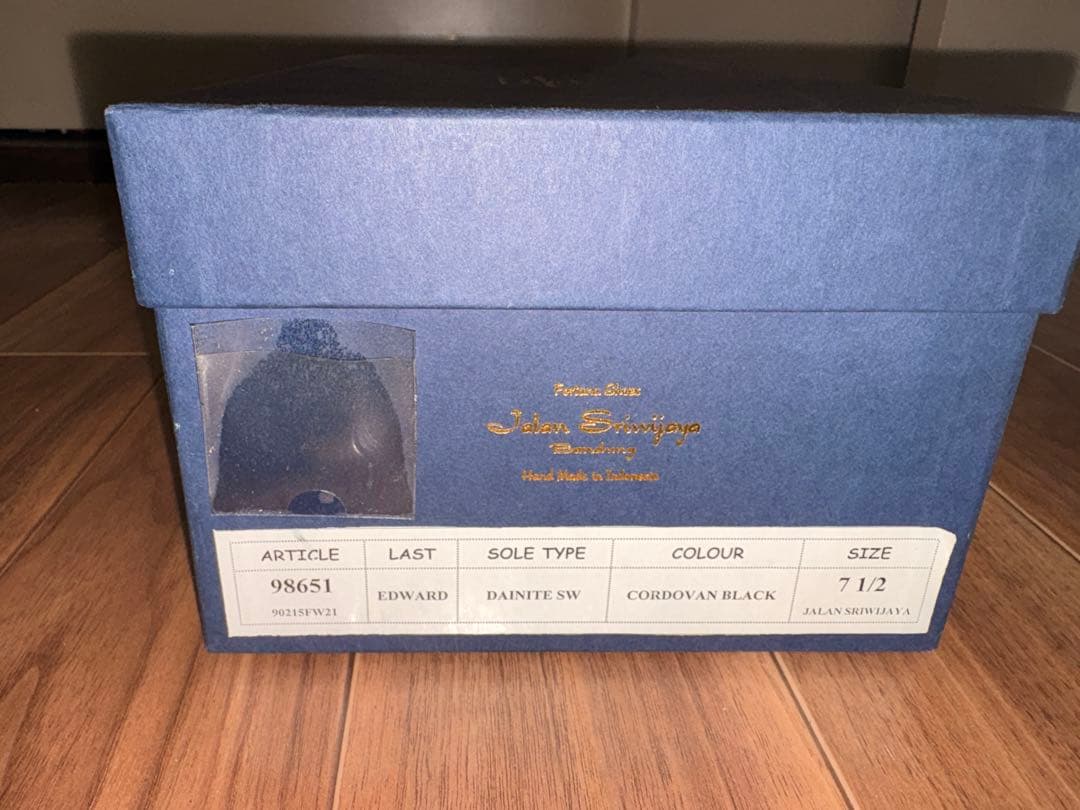 Fortuna Shoes
Jalan Sriwijaya
Bandung
Hand Made in Indonesia
ARTICLE LAST SOLE TYPE COLOUR SIZE
98651 EDWARD DAINITE SW CORDOVAN BLACK 7 1/2
90215FW21 JALAN SRIWIJAYA